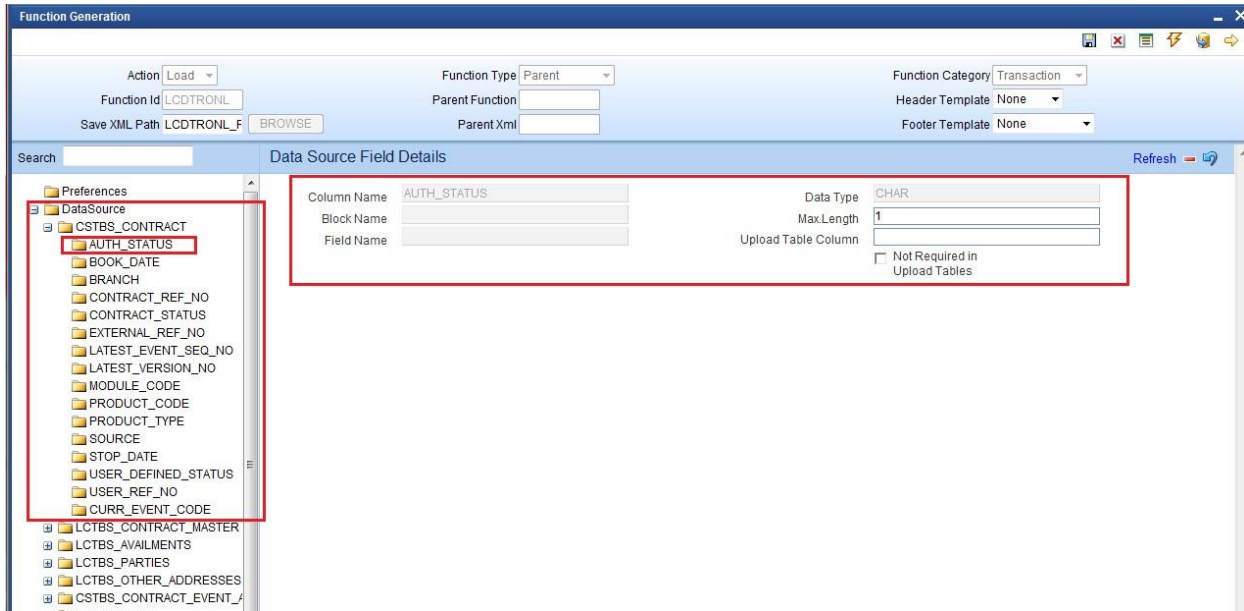 Function Generation
Action Load
Function Type Parent
Function Category Transaction
Function Id LCDTRONL
Parent Function
Header Template None
Save XML Path LCDTRONL_F BROWSE
Parent Xml
Footer Template None
Search
Data Source Field Details
Refresh
Preferences
DataSource
CSTBS_CONTRACT
AUTH_STATUS
BOOK_DATE
BRANCH
CONTRACT_REF_NO
CONTRACT_STATUS
EXTERNAL_REF_NO
LATEST_EVENT_SEQ_NO
LATEST_VERSION_NO
MODULE_CODE
PRODUCT_CODE
PRODUCT_TYPE
SOURCE
STOP_DATE
USER_DEFINED_STATUS
USER_REF_NO
CURR_EVENT_CODE
LCTBS_CONTRACT_MASTER
LCTBS_AVAILMENTS
LCTBS_PARTIES
LCTBS_OTHER_ADDRESSES
CSTBS_CONTRACT_EVENT_
Column Name AUTH_STATUS
Data Type CHAR
Block Name
Max.Length 1
Field Name
Upload Table Column
Not Required in
Upload Tables